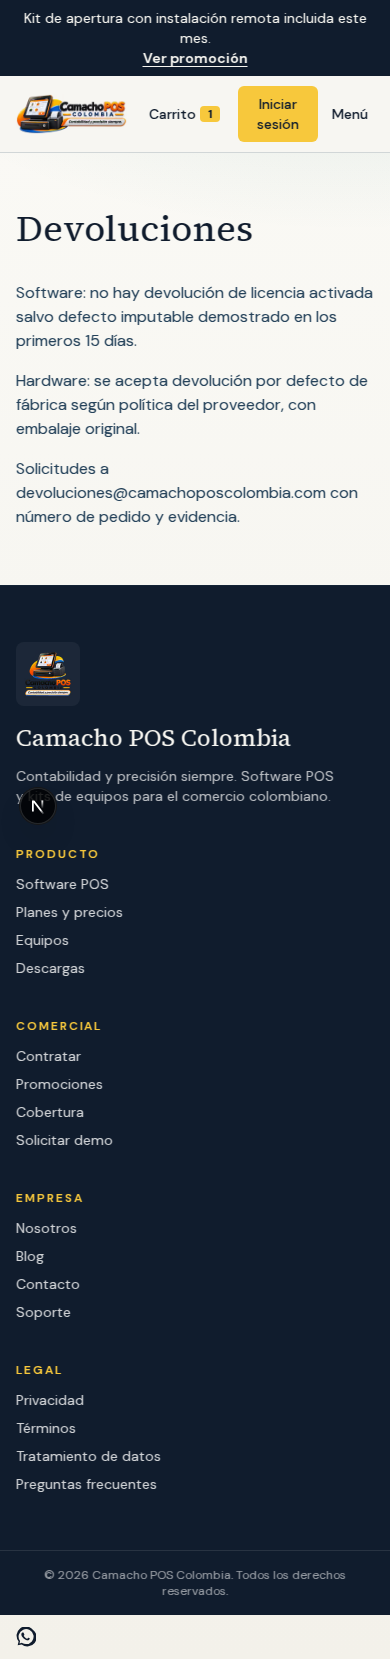 Kit de apertura con instalación remota incluida este
mes.
Ver promoción
CamachoPOS
COLOMBIA
Contabilidad y precisión siempre.
Carrito 1
Iniciar
sesión
Menú
Devoluciones
Software: no hay devolución de licencia activada
salvo defecto imputable demostrado en los
primeros 15 días.
Hardware: se acepta devolución por defecto de
fábrica según política del proveedor, con
embalaje original.
Solicitudes a
devoluciones@camachoposcolombia.com con
número de pedido y evidencia.
Camacho POS Colombia
Contabilidad y precisión siempre. Software POS
y kits de equipos para el comercio colombiano.
N
PRODUCTO
Software POS
Planes y precios
Equipos
Descargas
COMERCIAL
Contratar
Promociones
Cobertura
Solicitar demo
EMPRESA
Nosotros
Blog
Contacto
Soporte
LEGAL
Privacidad
Términos
Tratamiento de datos
Preguntas frecuentes
© 2026 Camacho POS Colombia. Todos los derechos
reservados.